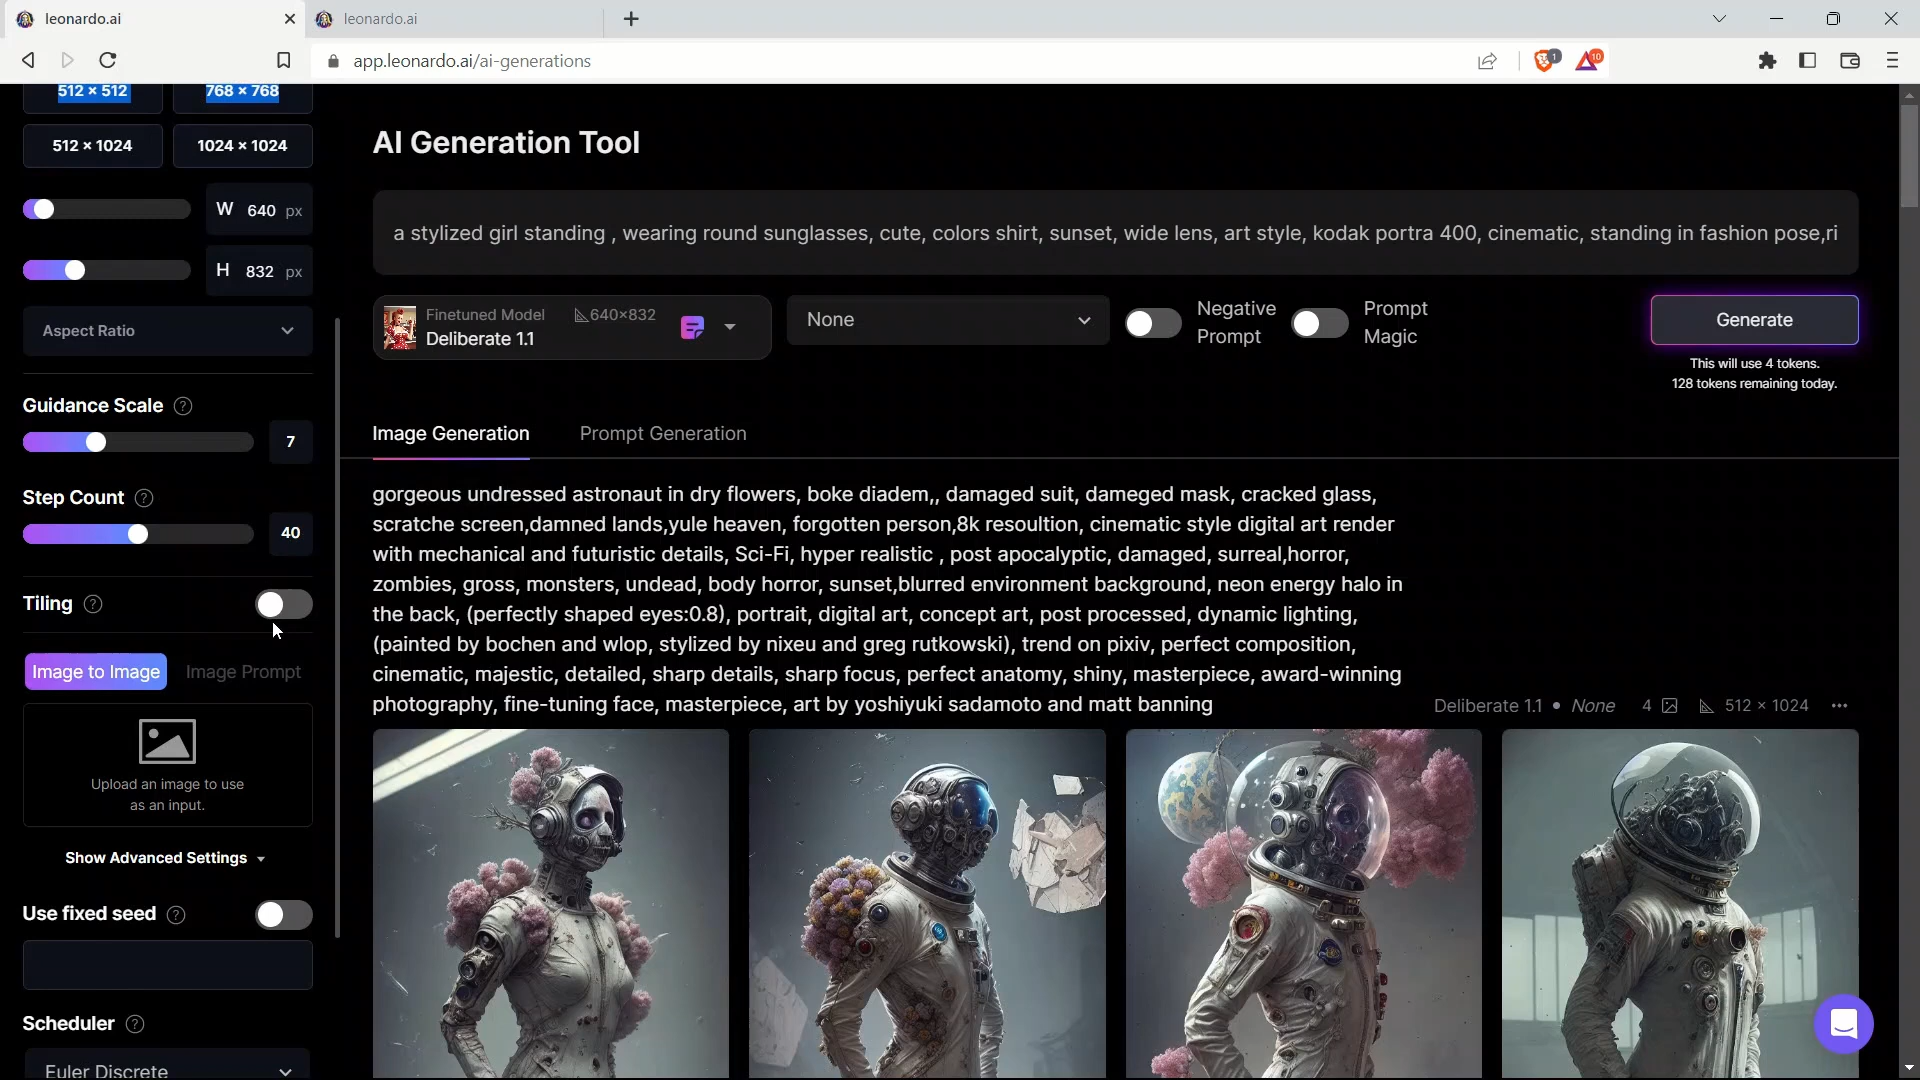 leonardo.ai
leonardo.ai
app.leonardo.ai/ai-generations
1
10
512 × 512
768 × 768
512 × 1024
1024 × 1024
W 640 px
H 832 px
Aspect Ratio
Guidance Scale ?
7
Step Count ?
40
Tiling ?
Image to Image
Image Prompt
Upload an image to use
as an input.
Show Advanced Settings
Use fixed seed ?
Scheduler ?
Euler Discrete
AI Generation Tool
a stylized girl standing , wearing round sunglasses, cute, colors shirt, sunset, wide lens, art style, kodak portra 400, cinematic, standing in fashion pose,ri
Finetuned Model
640×832
Deliberate 1.1
None
Negative
Prompt
Prompt
Magic
Generate
This will use 4 tokens.
128 tokens remaining today.
Image Generation
Prompt Generation
gorgeous undressed astronaut in dry flowers, boke diadem,, damaged suit, dameged mask, cracked glass,
scratche screen,damned lands,yule heaven, forgotten person,8k resoultion, cinematic style digital art render
with mechanical and futuristic details, Sci-Fi, hyper realistic , post apocalyptic, damaged, surreal,horror,
zombies, gross, monsters, undead, body horror, sunset,blurred environment background, neon energy halo in
the back, (perfectly shaped eyes:0.8), portrait, digital art, concept art, post processed, dynamic lighting,
(painted by bochen and wlop, stylized by nixeu and greg rutkowski), trend on pixiv, perfect composition,
cinematic, majestic, detailed, sharp details, sharp focus, perfect anatomy, shiny, masterpiece, award-winning
photography, fine-tuning face, masterpiece, art by yoshiyuki sadamoto and matt banning
Deliberate 1.1 • None 4 512 × 1024